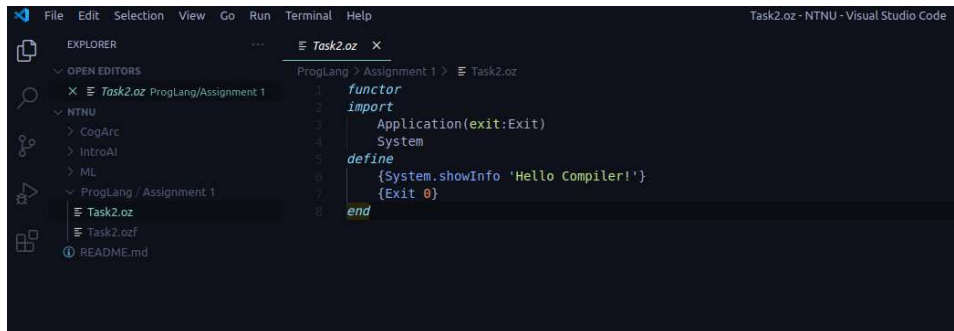 File Edit Selection View Go Run Terminal Help
Task2.oz - NTNU - Visual Studio Code
EXPLORER ...
OPEN EDITORS
Task2.oz ProgLang/Assignment 1
NTNU
CogArc
IntroAI
ML
ProgLang / Assignment 1
Task2.oz
Task2.ozf
README.md
Task2.oz
ProgLang > Assignment 1 > Task2.oz
1 functor
2 import
3 Application(exit:Exit)
4 System
5 define
6 {System.showInfo 'Hello Compiler!'}
7 {Exit 0}
8 end